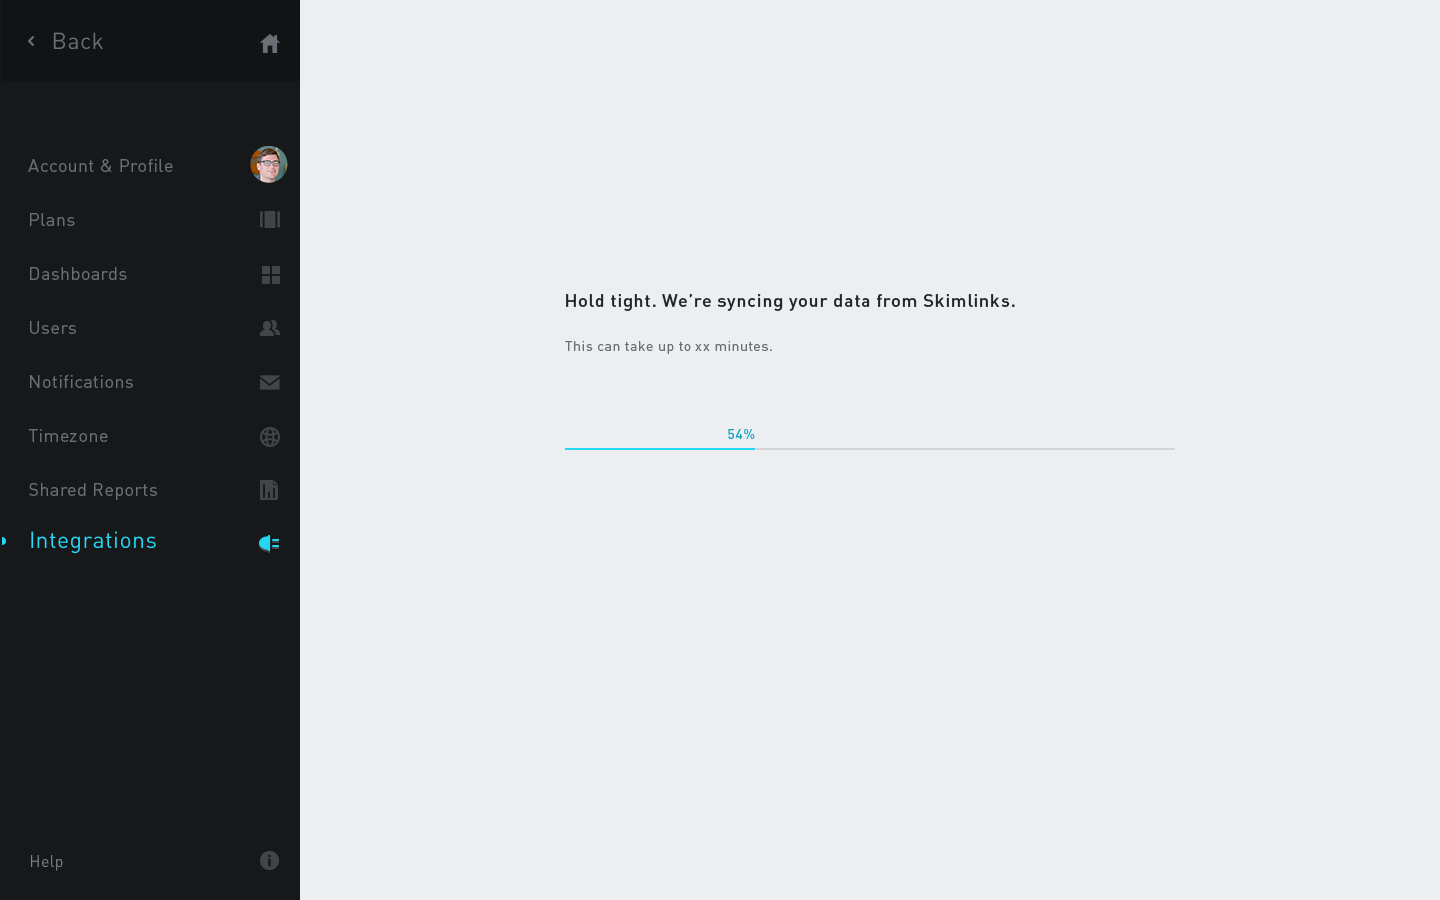 Back
Account & Profile
Plans
Dashboards
Users
Notifications
Timezone
Shared Reports
Integrations
Help
Hold tight. We’re syncing your data from Skimlinks.
This can take up to xx minutes.
54%